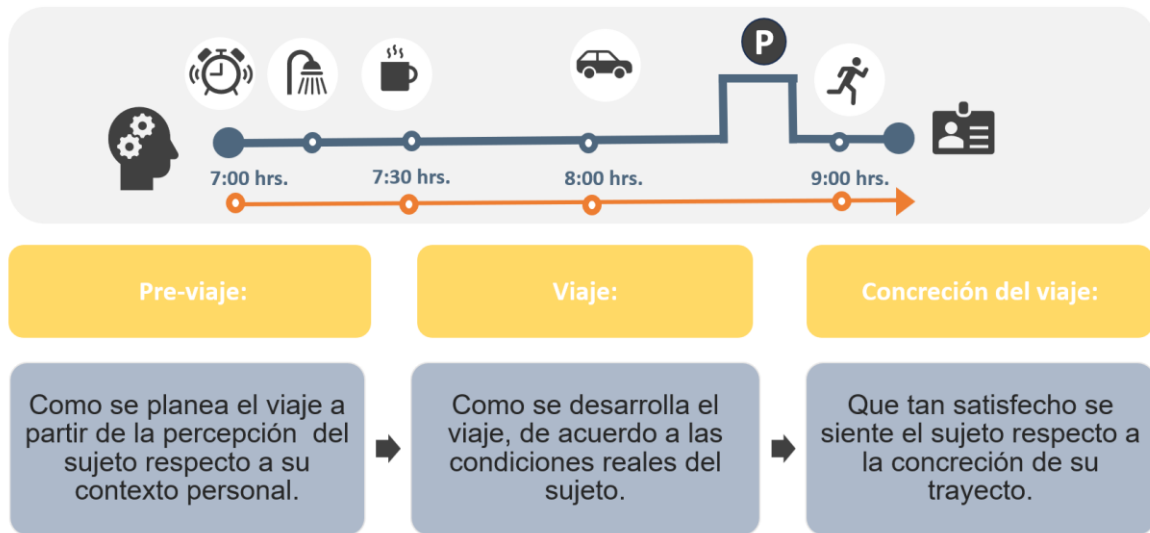 P
7:00 hrs.
7:30 hrs.
8:00 hrs.
9:00 hrs.
Pre-viaje:
Viaje:
Concreción del viaje:
Como se planea el viaje a
partir de la percepción del
sujeto respecto a su
contexto personal.
Como se desarrolla el
viaje, de acuerdo a las
condiciones reales del
sujeto.
Que tan satisfecho se
siente el sujeto respecto a
la concreción de su
trayecto.